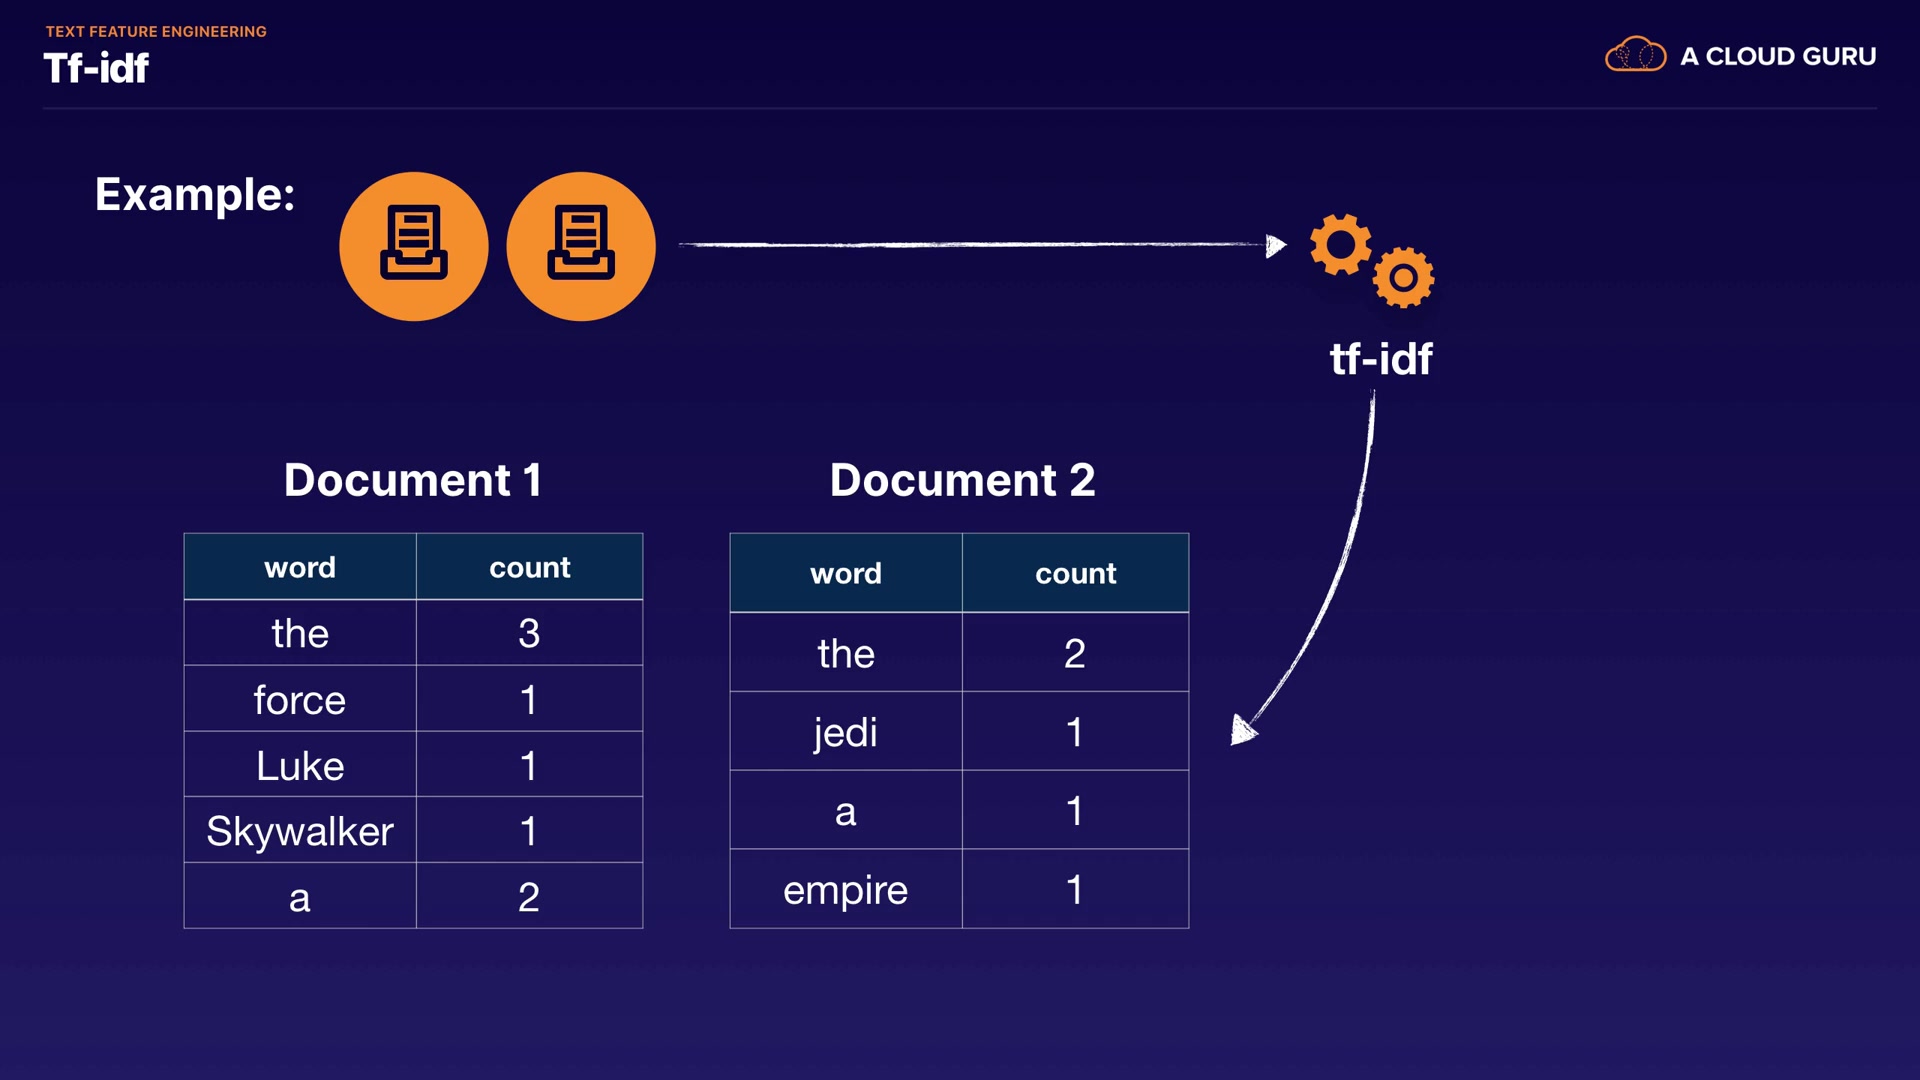 TEXT FEATURE ENGINEERING
Tf-idf
A CLOUD GURU
Example:
tf-idf
Document 1
Document 2
word count
the 3
force 1
Luke 1
Skywalker 1
a 2
word count
the 2
jedi 1
a 1
empire 1